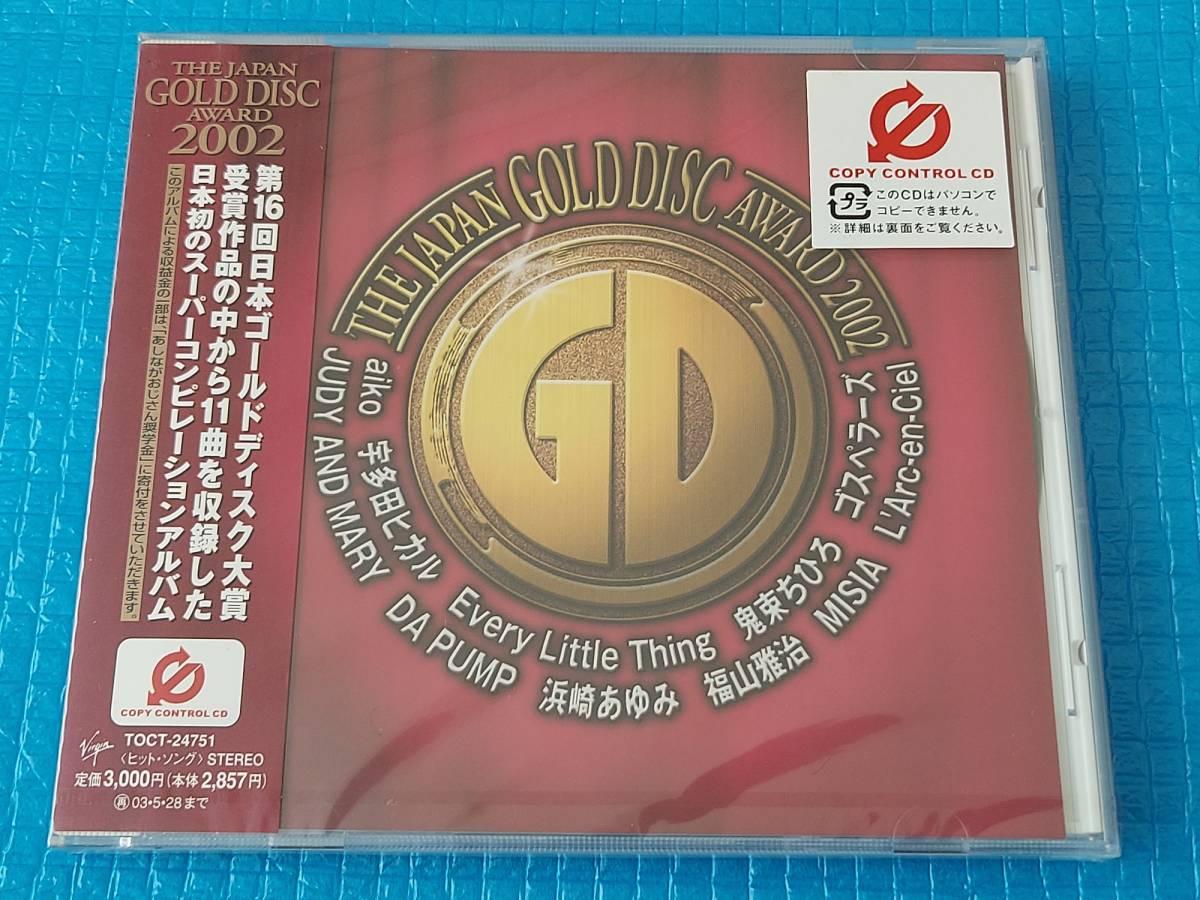 THE JAPAN
GOLD DISC
AWARD
2002
第16回日本ゴールドディスク大賞
受賞作品の中から11曲を収録した
日本初のスーパーコンピレーションアルバム
このアルバムによる収益金の一部は、「あしながおじさん奨学金」に寄付をさせていただきます。
COPY CONTROL CD
Virgin
TOCT-24751
〈ヒット・ソング〉STEREO
定価3,000円(本体2,857円)
再03・5・28まで
THE JAPAN GOLD DISC AWARD 2002
GD
aiko 宇多田ヒカル Every Little Thing 鬼束ちひろ ゴスペラーズ
JUDY AND MARY DA PUMP 浜崎あゆみ 福山雅治 MISIA L'Arc-en-Ciel
COPY CONTROL CD
プラ
このCDはパソコンで
コピーできません。
※詳細は裏面をご覧ください。